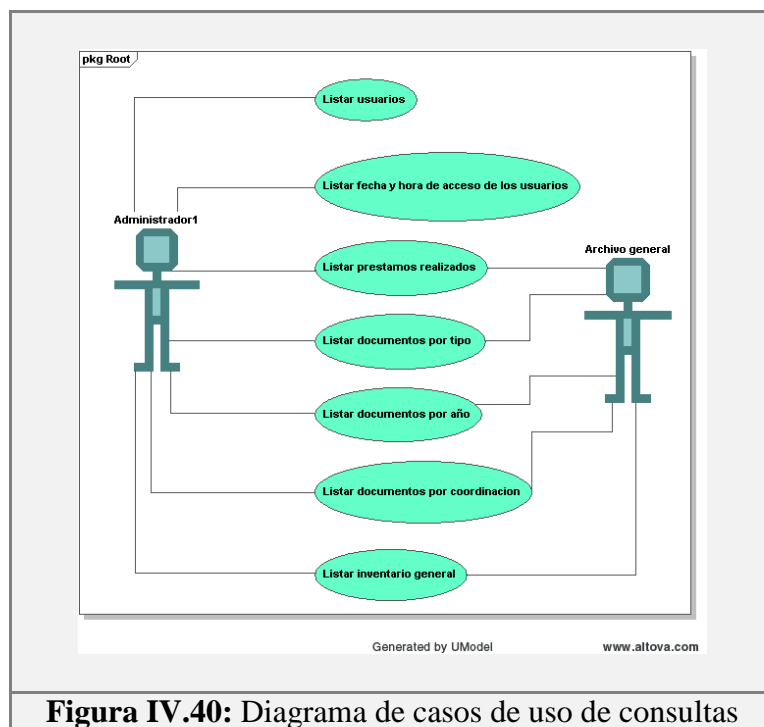 pkg Root
Listar usuarios
Listar fecha y hora de acceso de los usuarios
Administrador1
Archivo general
Listar prestamos realizados
Listar documentos por tipo
Listar documentos por año
Listar documentos por coordinacion
Listar inventario general
Generated by UModel
www.altova.com
Figura IV.40: Diagrama de casos de uso de consultas